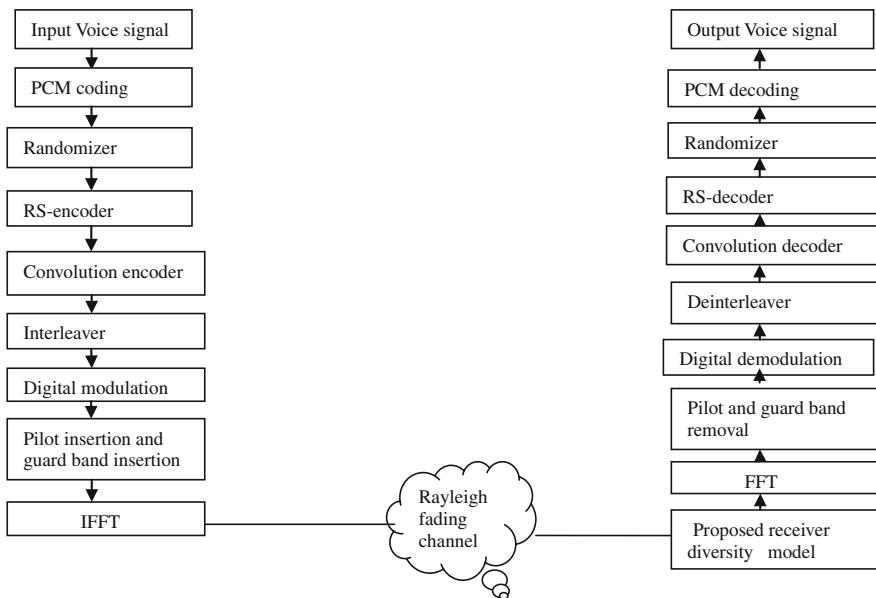 Input Voice signal
PCM coding
Randomizer
RS-encoder
Convolution encoder
Interleaver
Digital modulation
Pilot insertion and
guard band insertion
IFFT
Rayleigh
fading
channel
Output Voice signal
PCM decoding
Randomizer
RS-decoder
Convolution decoder
Deinterleaver
Digital demodulation
Pilot and guard band
removal
FFT
Proposed receiver
diversity model